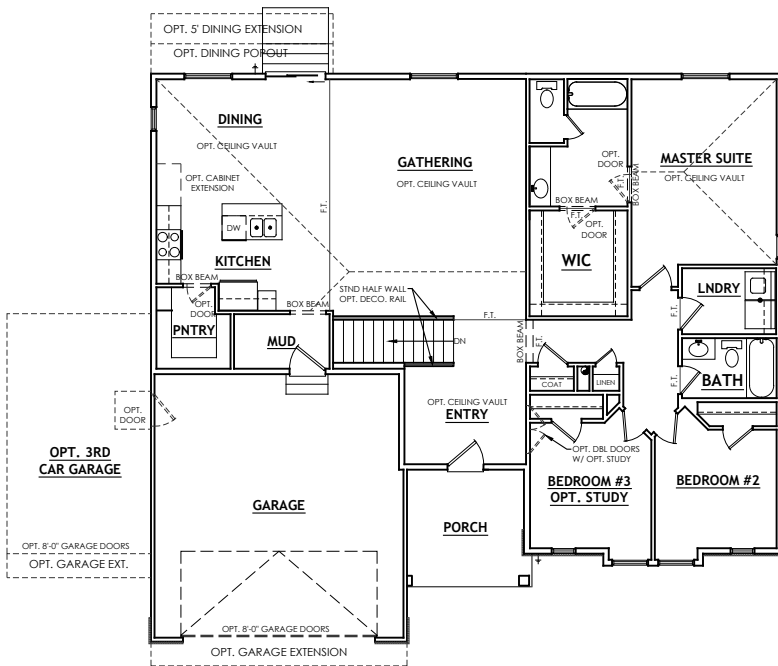 OPT. 5' DINING EXTENSION
OPT. DINING POPOUT
DINING
OPT. CEILING VAULT
OPT. CABINET
EXTENSION
DW
KITCHEN
BOX BEAM
GATHERING
OPT. CEILING VAULT
F.T.
OPT.
DOOR
F.T.
BOX BEAM
MASTER SUITE
OPT. CEILING VAULT
BOX BEAM
F.T.
OPT.
DOOR
WIC
STND HALF WALL
OPT. DECO. RAIL
BOX BEAM
OPT.
DOOR
PNTRY
MUD
DN
F.T.
BOX BEAM
F.T.
COAT
LINEN
LNDRY
F.T.
BATH
F.T.
OPT. CEILING VAULT
ENTRY
OPT. DBL DOORS
W/ OPT. STUDY
BEDROOM #3
OPT. STUDY
BEDROOM #2
OPT.
DOOR
OPT. 3RD
CAR GARAGE
OPT. 8'-0" GARAGE DOORS
OPT. GARAGE EXT.
GARAGE
PORCH
OPT. 8'-0" GARAGE DOORS
OPT. GARAGE EXTENSION